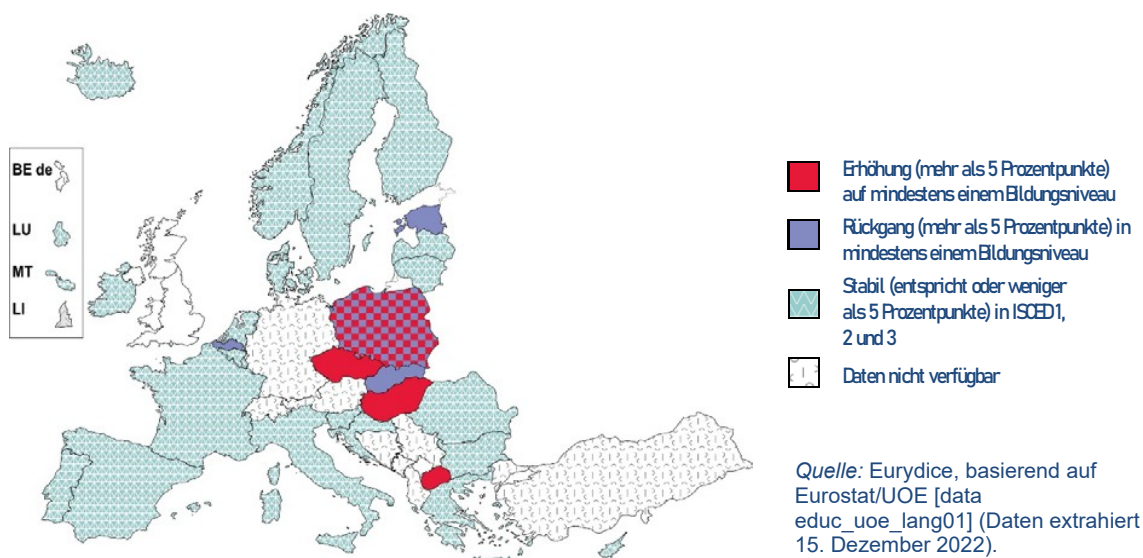 BE de
LU
MT
LI
Erhöhung (mehr als 5 Prozentpunkte)
auf mindestens einem Bildungsniveau
Rückgang (mehr als 5 Prozentpunkte) in
mindestens einem Bildungsniveau
Stabil (entspricht oder weniger
als 5 Prozentpunkte) in ISCED1,
2 und 3
Daten nicht verfügbar
Quelle: Eurydice, basierend auf
Eurostat/UOE [data
educ_uoe_lang01] (Daten extrahiert
15. Dezember 2022).